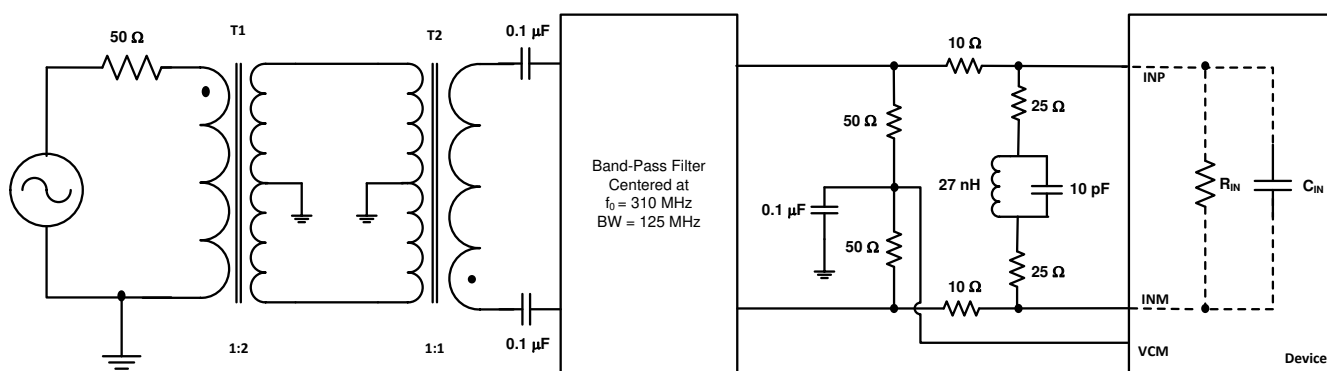 50 Ω
T1
T2
0.1 μF
10 Ω
INP
25 Ω
50 Ω
Band-Pass Filter
Centered at
f0 = 310 MHz
BW = 125 MHz
27 nH
10 pF
RIN
CIN
0.1 μF
50 Ω
25 Ω
10 Ω
INM
0.1 μF
1:2
1:1
VCM
Device